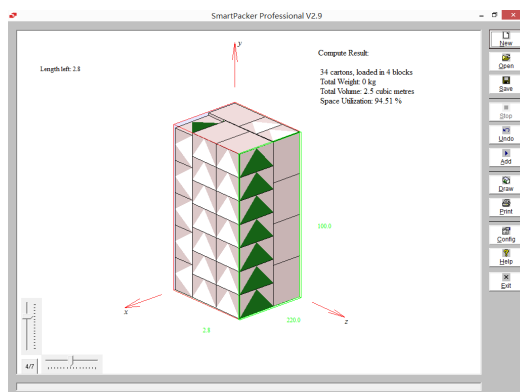 SmartPacker Professional V2.9
y
Compute Result:
Length left: 2.8
34 cartons, loaded in 4 blocks
Total Weight: 0 kg
Total Volume: 2.5 cubic metres
Space Utilization: 94.51 %
100.0
x
z
2.8
220.0
4/7
New
Open
Save
Stop
Undo
Add
Draw
Print
Config
Help
Exit